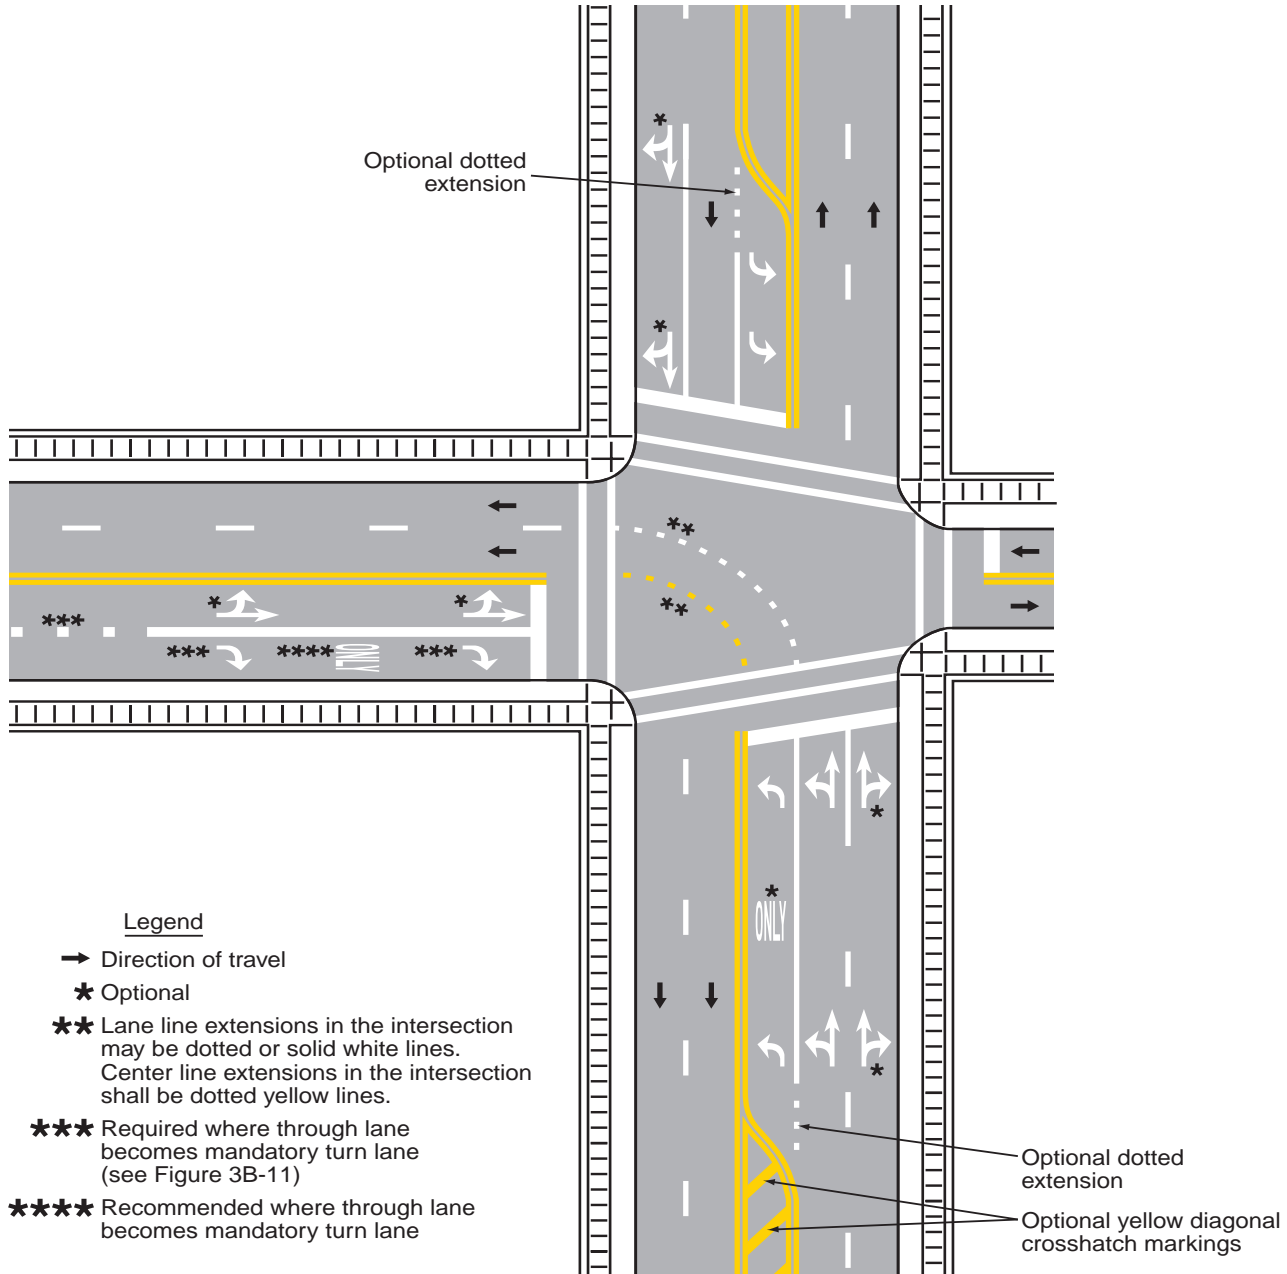 Optional dotted
extension
*
*
**
**
***
*
*
***
****
ONLY
***
*
*
ONLY
*
Legend
Direction of travel
* Optional
** Lane line extensions in the intersection
may be dotted or solid white lines.
Center line extensions in the intersection
shall be dotted yellow lines.
*** Required where through lane
becomes mandatory turn lane
(see Figure 3B-11)
**** Recommended where through lane
becomes mandatory turn lane
Optional dotted
extension
Optional yellow diagonal
crosshatch markings